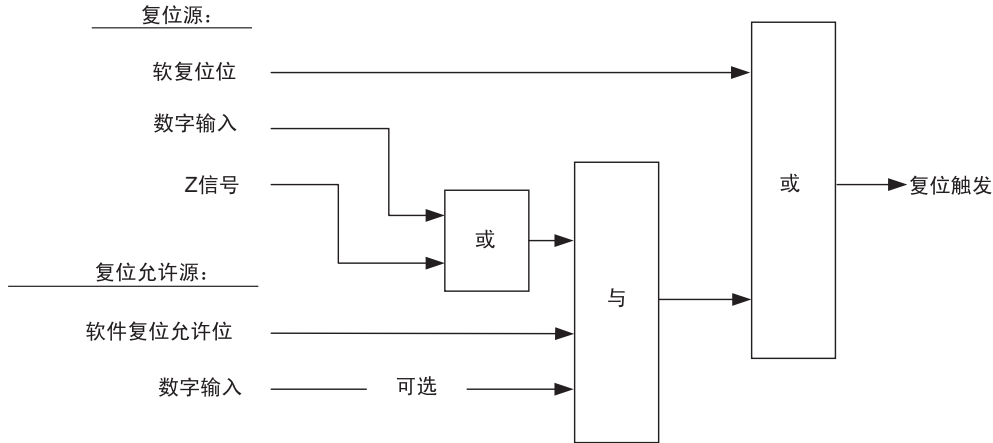 复位源：
软复位位
数字输入
Z信号
或
或
复位触发
复位允许源：
与
软件复位允许位
数字输入
可选